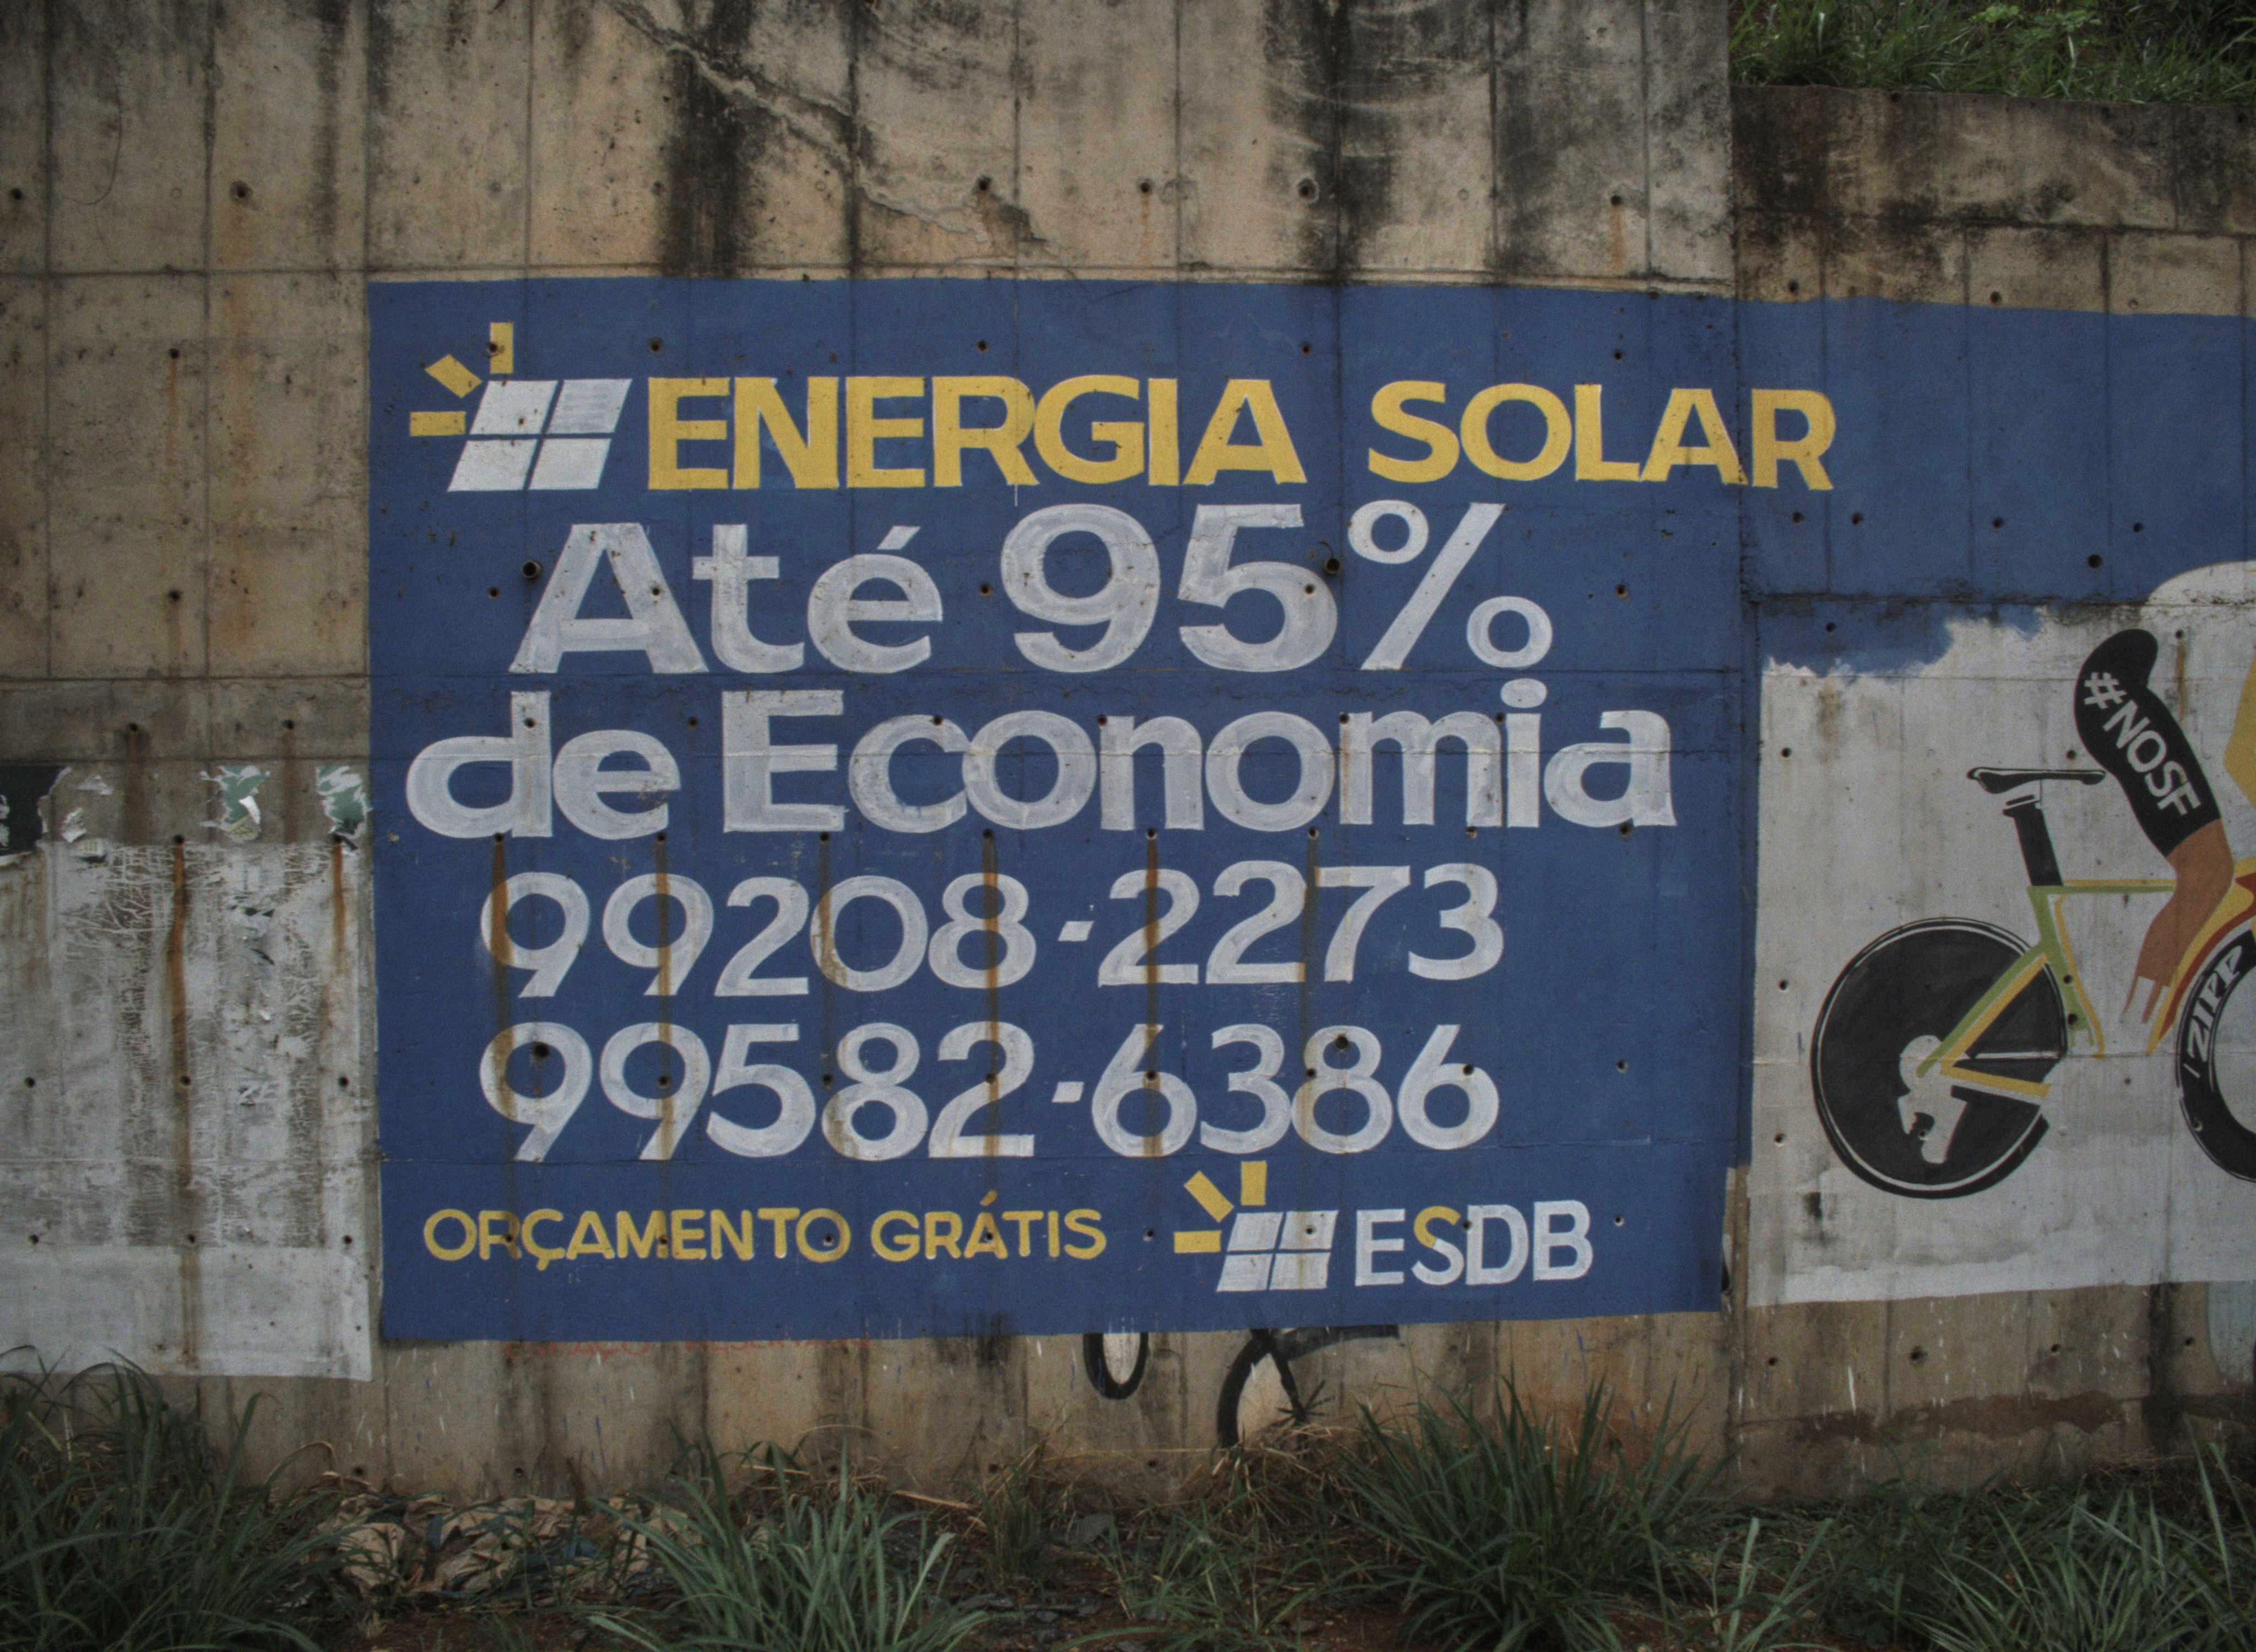 ENERGIA SOLAR
Até 95%
de Economia
99208-2273
99582-6386
ORÇAMENTO GRÁTIS
ESDB
#NOSF
ZIPP